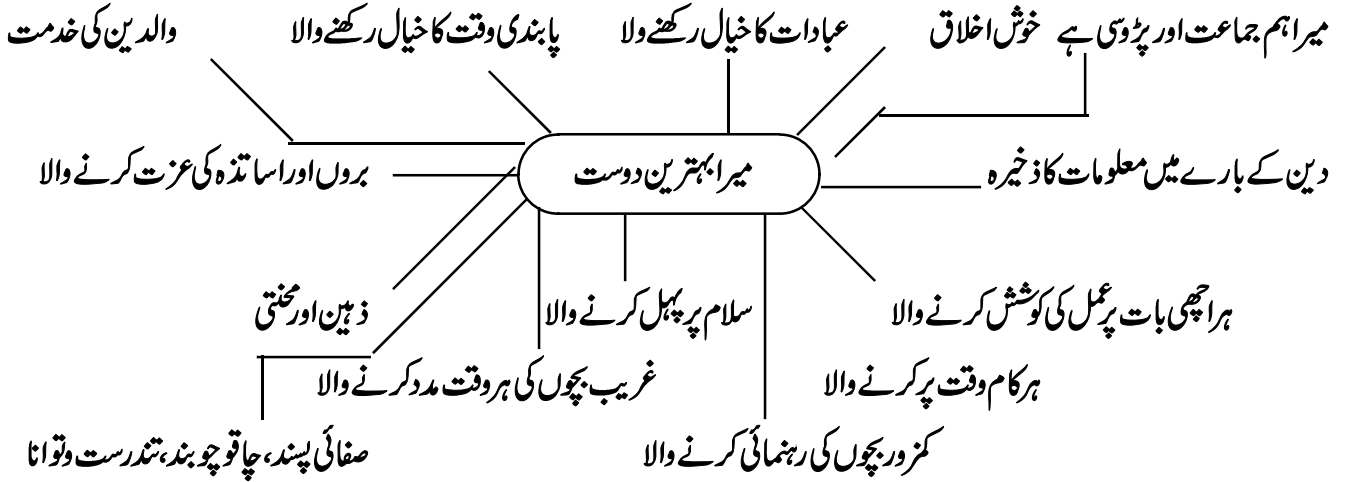 میرا ہم جماعت اور پڑوسی ہے
خوش اخلاق
عبادات کا خیال رکھنے ولا
پابندی وقت کا خیال رکھنے والا
والدین کی خدمت
دین کے بارے میں معلومات کا ذخیرہ
میرا بہترین دوست
بروں اور اساتذہ کی عزت کرنے والا
ہر اچھی بات پر عمل کی کوشش کرنے والا
سلام پر پہل کرنے والا
ذہین اور محنتی
ہر کام وقت پر کرنے والا
غریب بچوں کی ہر وقت مدد کرنے والا
کمزور بچوں کی رہنمائی کرنے والا
صفائی پسند، چاقو چوبند، تندرست و توانا